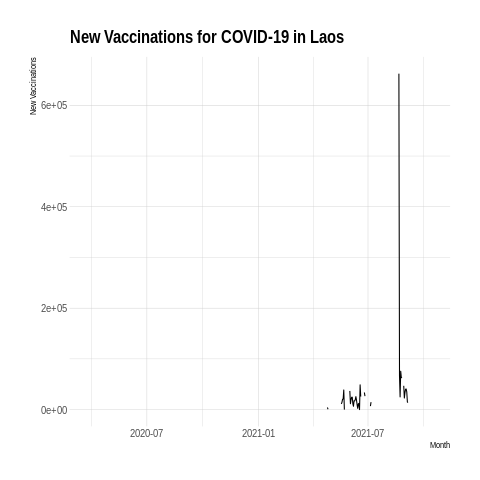 New Vaccinations for COVID-19 in Laos
New Vaccinations
6e+05
4e+05
2e+05
0e+00
2020-07
2021-01
2021-07
Month